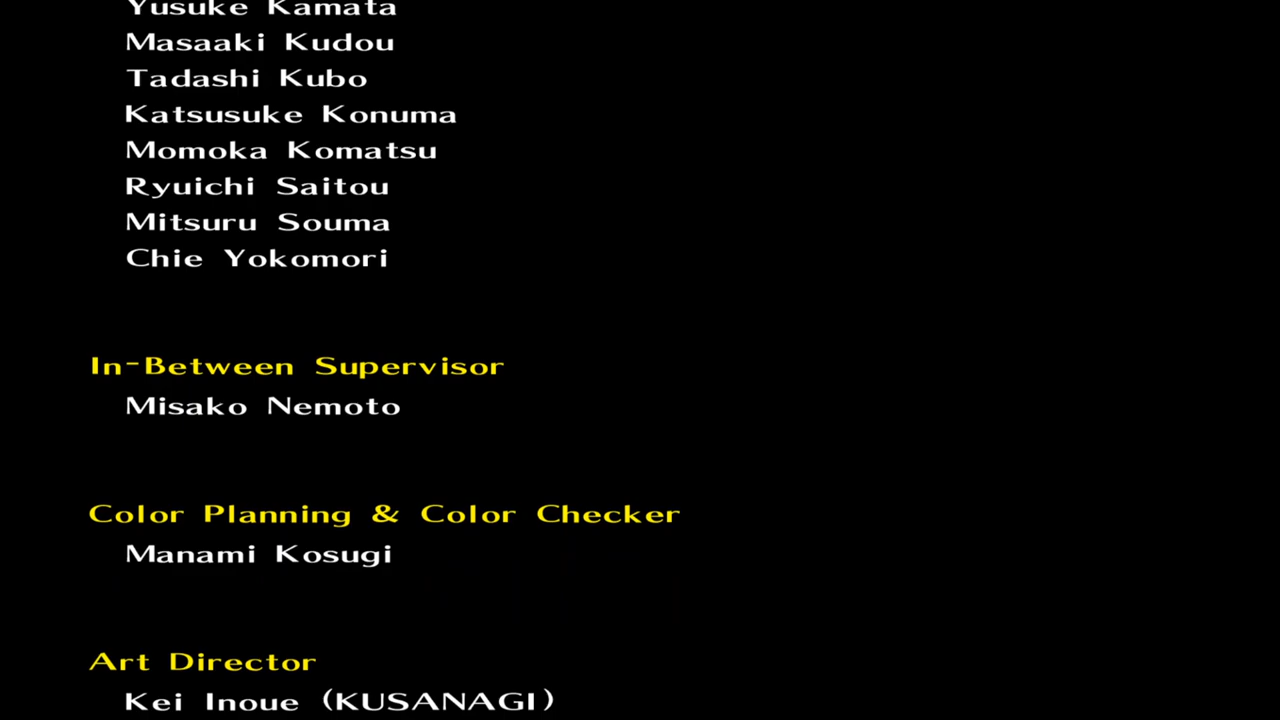 Yusuke Kamata
Masaaki Kudou
Tadashi Kubo
Katsusuke Konuma
Momoka Komatsu
Ryuichi Saitou
Mitsuru Souma
Chie Yokomori
In-Between Supervisor
Misako Nemoto
Color Planning & Color Checker
Manami Kosugi
Art Director
Kei Inoue (KUSANAGI)